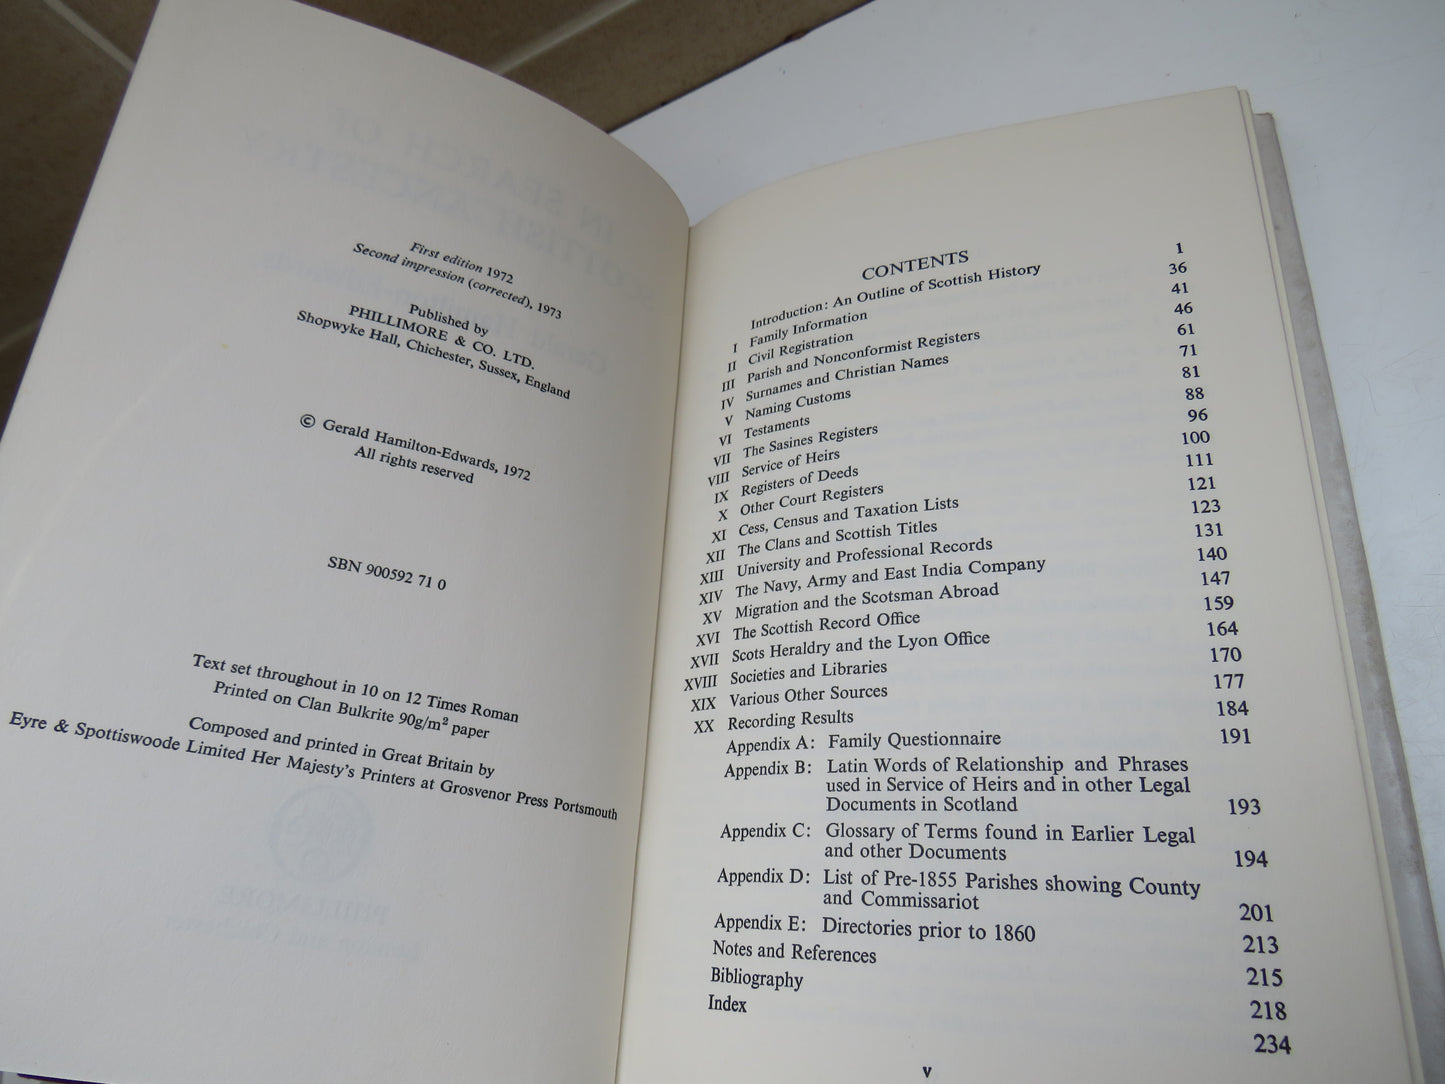 First edition 1972
Second impression (corrected), 1973
Published by
PHILLIMORE & CO. LTD.
Shopwyke Hall, Chichester, Sussex, England
© Gerald Hamilton-Edwards, 1972
All rights reserved
SBN 900592 71 0
Text set throughout in 10 on 12 Times Roman
Printed on Clan Bulkrite 90g/m² paper
Composed and printed in Great Britain by
Eyre & Spottiswoode Limited Her Majesty's Printers at Grosvenor Press Portsmouth
CONTENTS
Introduction: An Outline of Scottish History 1
I Family Information 36
II Civil Registration 41
III Parish and Nonconformist Registers 46
IV Surnames and Christian Names 61
V Naming Customs 71
VI Testaments 81
VII The Sasines Registers 88
VIII Service of Heirs 96
IX Registers of Deeds 100
X Other Court Registers 111
XI Cess, Census and Taxation Lists 121
XII The Clans and Scottish Titles 123
XIII University and Professional Records 131
XIV The Navy, Army and East India Company 140
XV Migration and the Scotsman Abroad 147
XVI The Scottish Record Office 159
XVII Scots Heraldry and the Lyon Office 164
XVIII Societies and Libraries 170
XIX Various Other Sources 177
XX Recording Results 184
Appendix A: Family Questionnaire 191
Appendix B: Latin Words of Relationship and Phrases
used in Service of Heirs and in other Legal
Documents in Scotland 193
Appendix C: Glossary of Terms found in Earlier Legal
and other Documents 194
Appendix D: List of Pre-1855 Parishes showing County
and Commissariot 201
Appendix E: Directories prior to 1860 213
Notes and References 215
Bibliography 218
Index 234
v